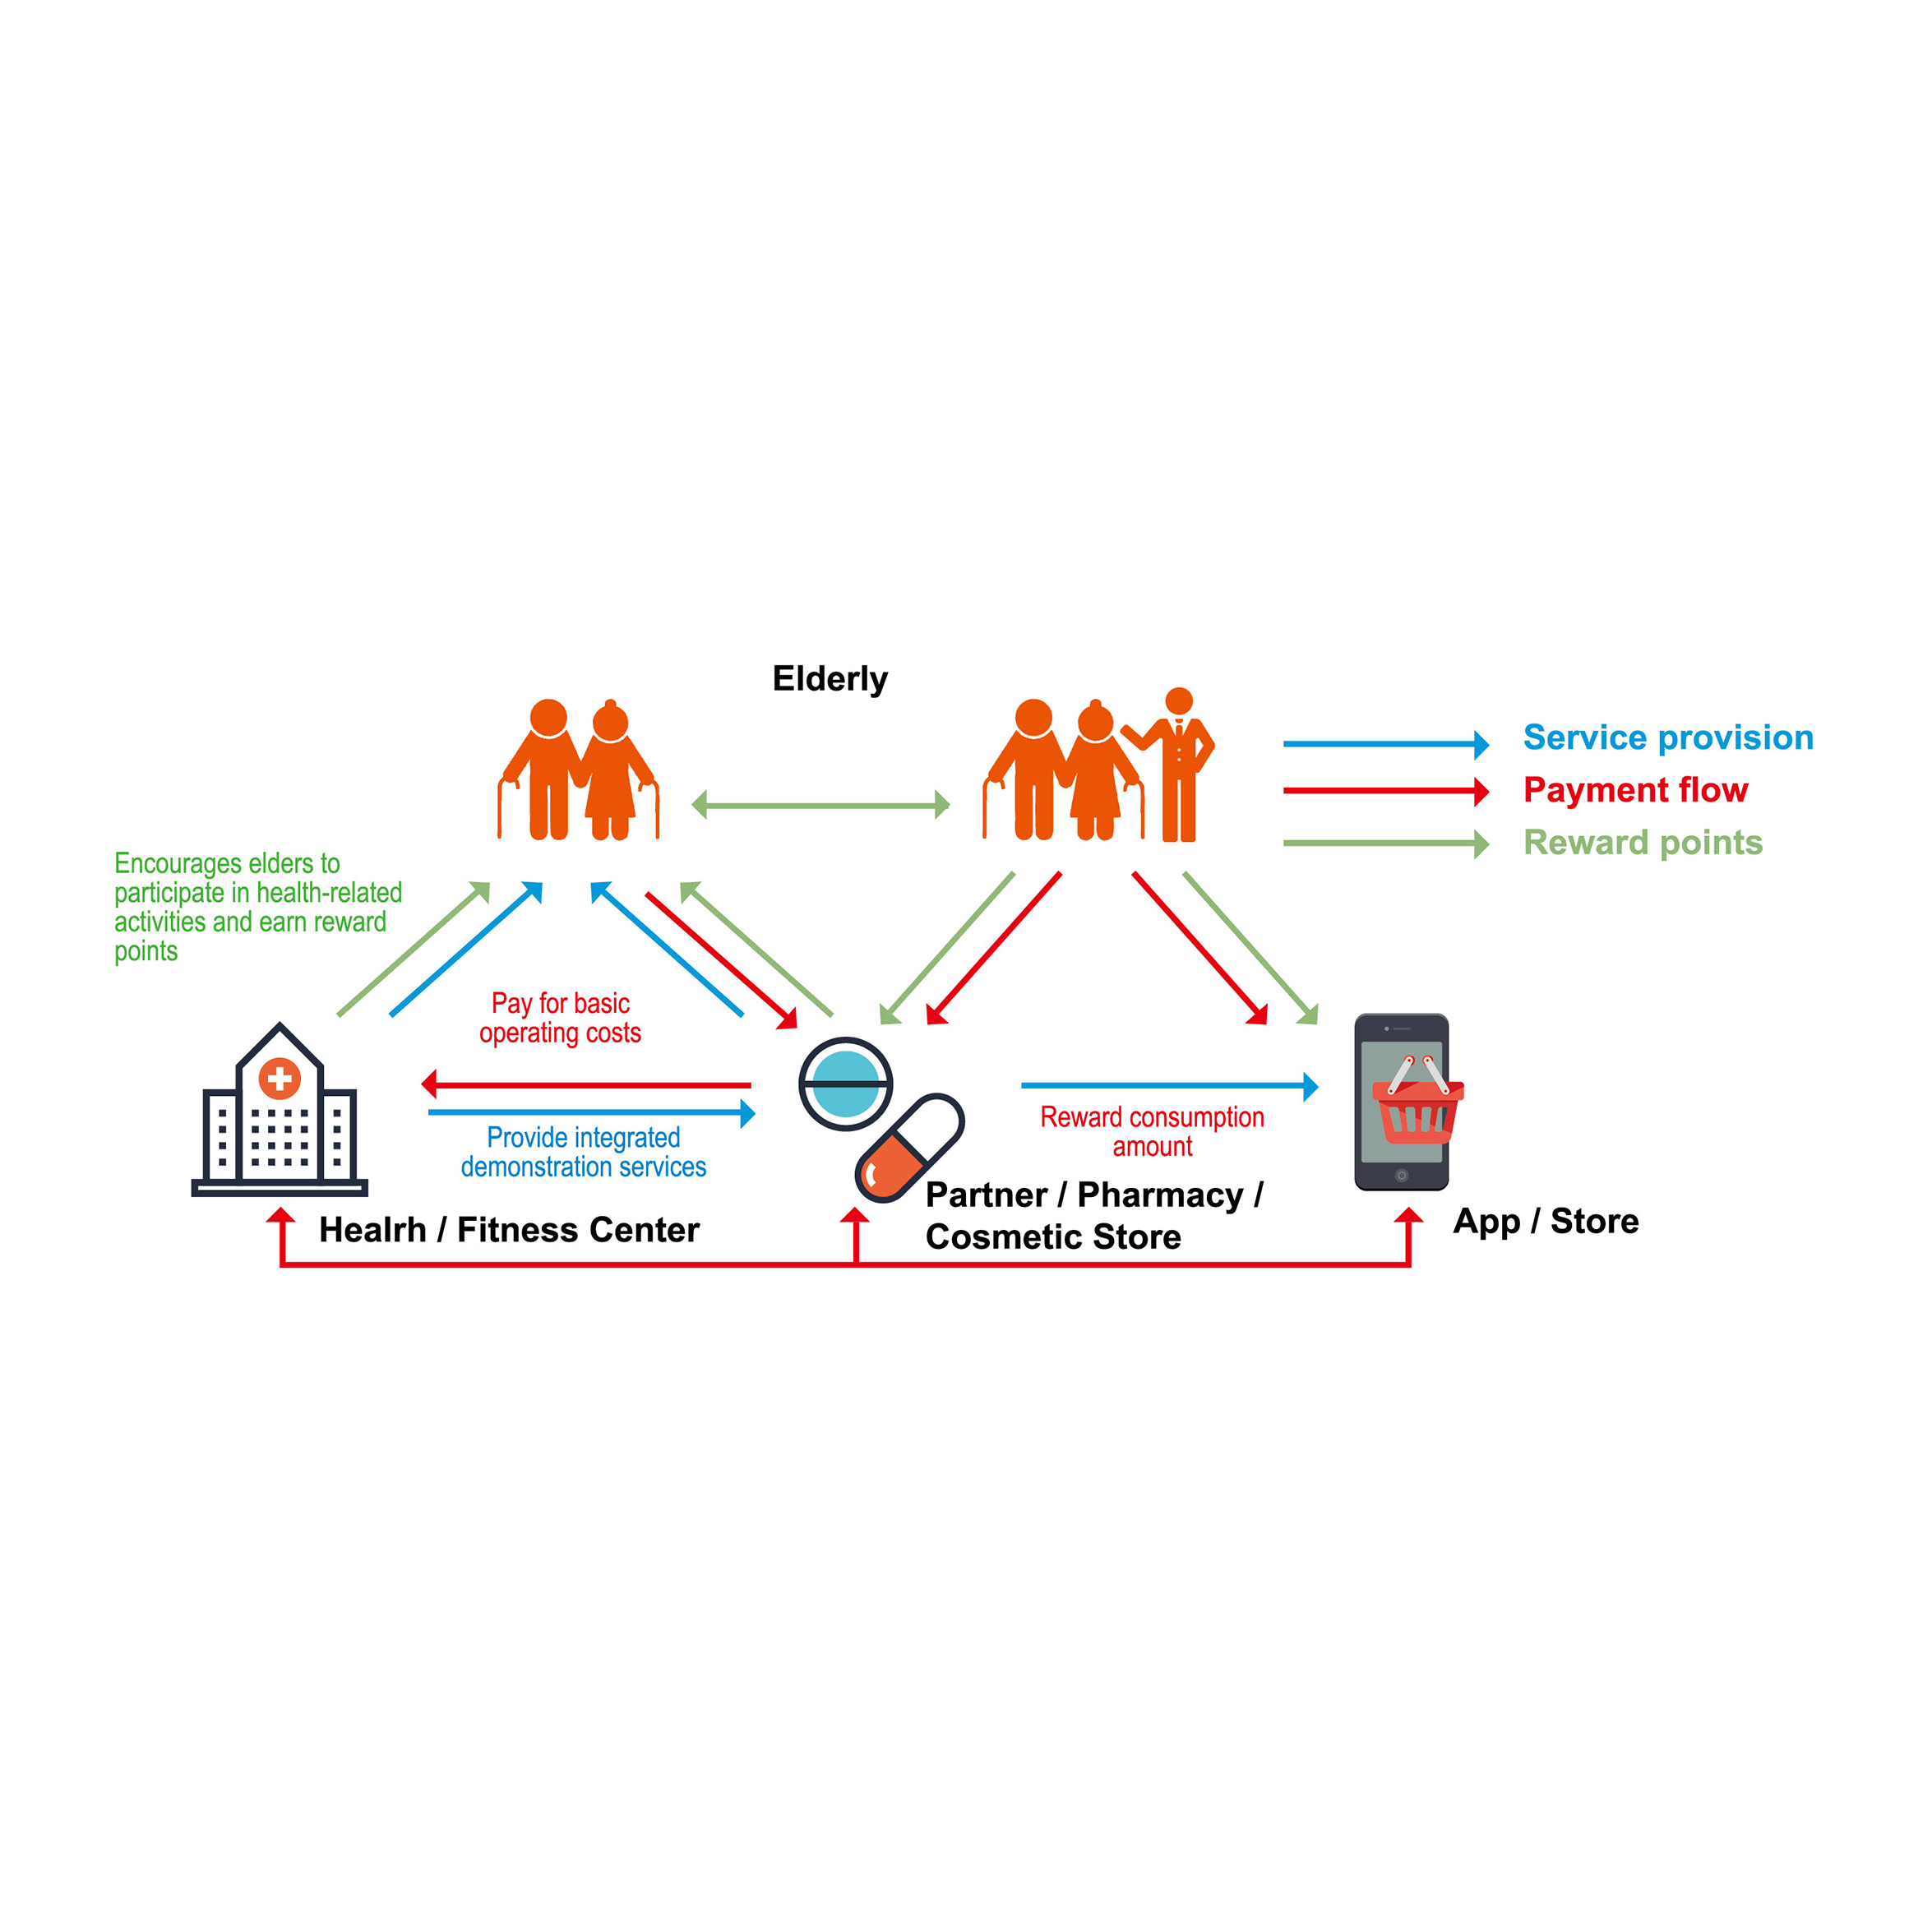 Elderly
Service provision
Payment flow
Reward points
Encourages elders to
participate in health-related
activities and earn reward
points
Pay for basic
operating costs
Provide integrated
demonstration services
Reward consumption
amount
Healrh / Fitness Center
Partner / Pharmacy /
Cosmetic Store
App / Store